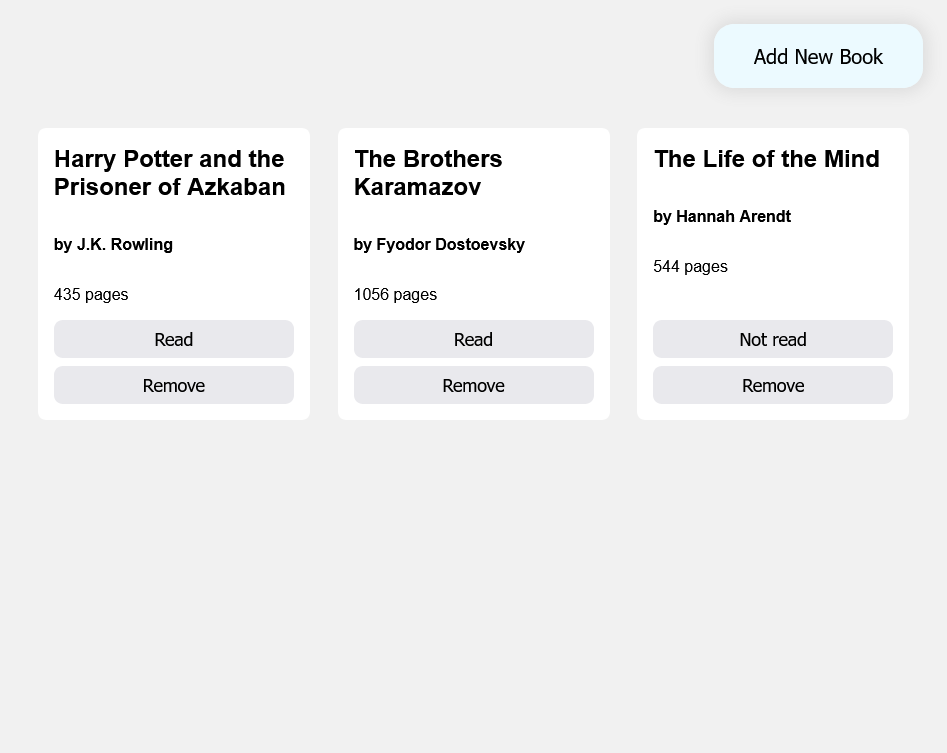 Add New Book
Harry Potter and the
Prisoner of Azkaban
by J.K. Rowling
435 pages
Read
Remove
The Brothers
Karamazov
by Fyodor Dostoevsky
1056 pages
Read
Remove
The Life of the Mind
by Hannah Arendt
544 pages
Not read
Remove